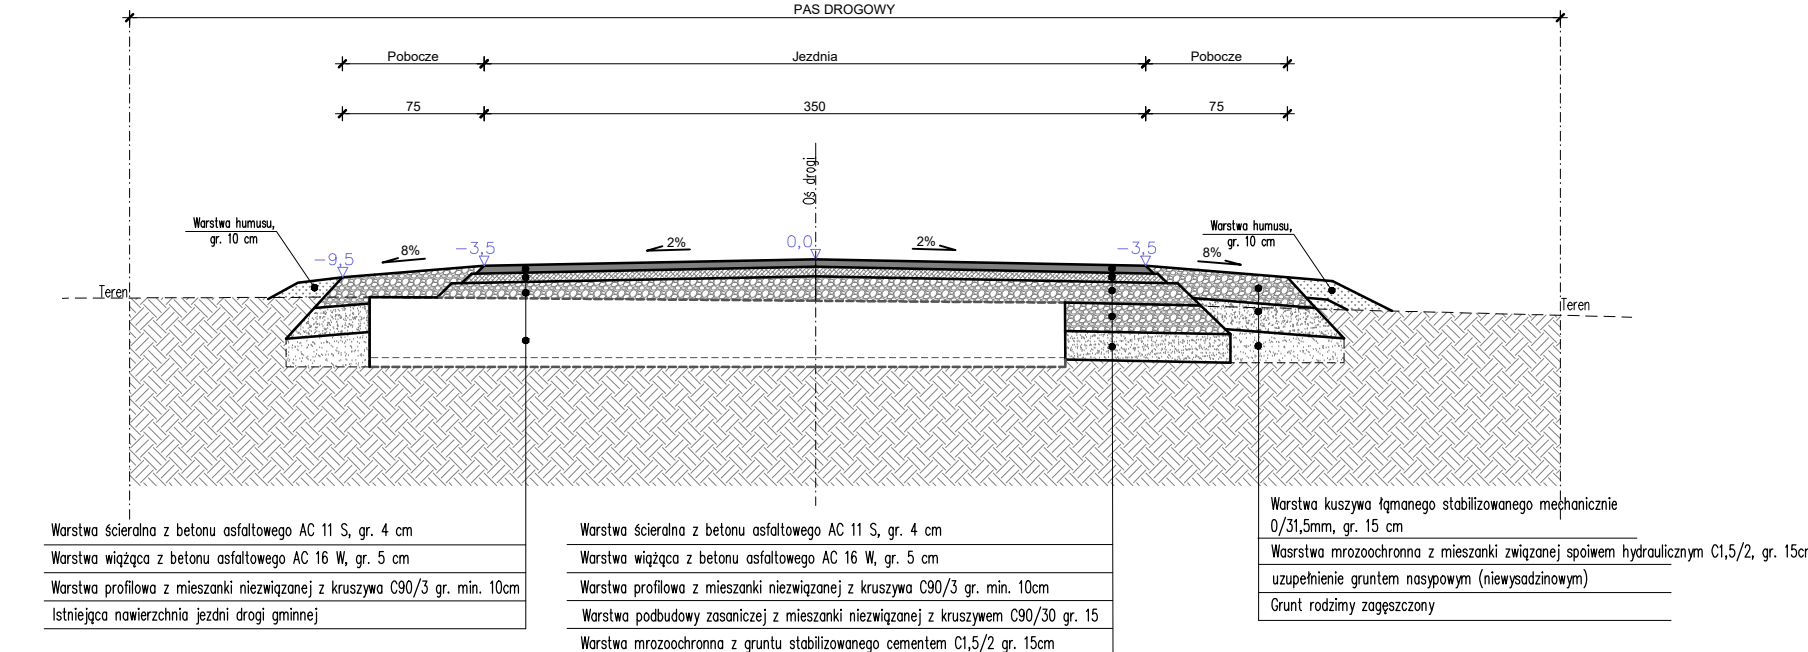 PAS DROGOWY
Pobocze
Jezdnia
Pobocze
75
350
75
Oś drogi
Warstwa humusu,
gr. 10 cm
Warstwa humusu,
gr. 10 cm
8%
-3,5
2%
0,0
2%
-3,5
8%
-9,5
Teren
Teren
Warstwa ścieralna z betonu asfaltowego AC 11 S, gr. 4 cm
Warstwa wiążąca z betonu asfaltowego AC 16 W, gr. 5 cm
Warstwa profilowa z mieszanki niezwiązanej z kruszywa C90/3 gr. min. 10cm
Istniejąca nawierzchnia jezdni drogi gminnej
Warstwa ścieralna z betonu asfaltowego AC 11 S, gr. 4 cm
Warstwa wiążąca z betonu asfaltowego AC 16 W, gr. 5 cm
Warstwa profilowa z mieszanki niezwiązanej z kruszywa C90/3 gr. min. 10cm
Warstwa podbudowy zasaniczej z mieszanki niezwiązanej z kruszywem C90/30 gr. 15
Warstwa mrozoochronna z gruntu stabilizowanego cementem C1,5/2 gr. 15cm
Warstwa kuszywa łąmanego stabilizowanego mechanicznie
0/31,5mm, gr. 15 cm
Wasrstwa mrozoochronna z mieszanki związanej spoiwem hydraulicznym C1,5/2, gr. 15cm
uzupełnienie gruntem nasypowym (niewysadzinowym)
Grunt rodzimy zagęszczony